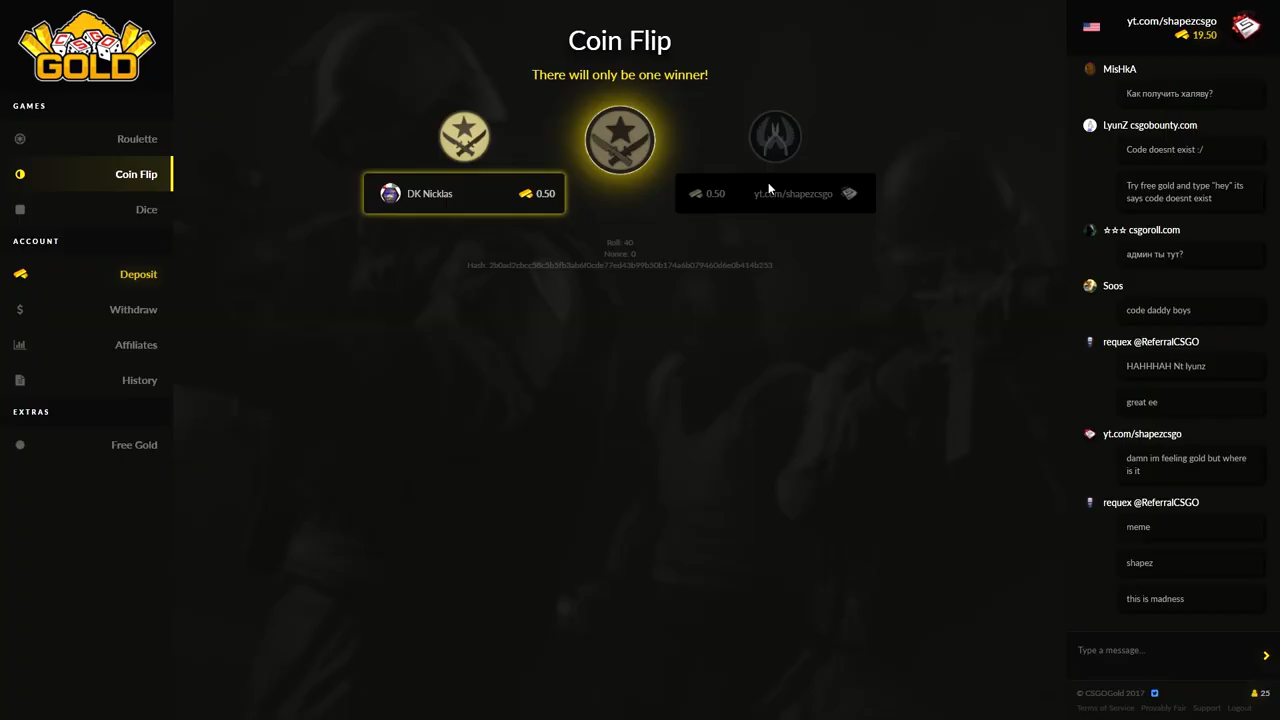 CSGO
GOLD
GAMES
Roulette
Coin Flip
Dice
ACCOUNT
Deposit
Withdraw
Affiliates
History
EXTRAS
Free Gold
Coin Flip
There will only be one winner!
DK Nicklas
0.50
0.50
yt.com/shapezcsgo
Roll: 40
Nonce: 0
Hash:
yt.com/shapezcsgo
19.50
MisHkA
Как получить халяву?
LyunZ csgobounty.com
Code doesnt exist :/
Try free gold and type "hey" its
says code doesnt exist
☆☆☆ csgoroll.com
админ ты тут?
Soos
code daddy boys
requex @ReferralCSGO
HAHHHAH Nt lyunz
great ee
yt.com/shapezcsgo
damn im feeling gold but where
is it
requex @ReferralCSGO
meme
shapez
this is madness
Type a message...
© CSGOGold 2017
25
Terms of Service
Provably Fair
Support
Logout